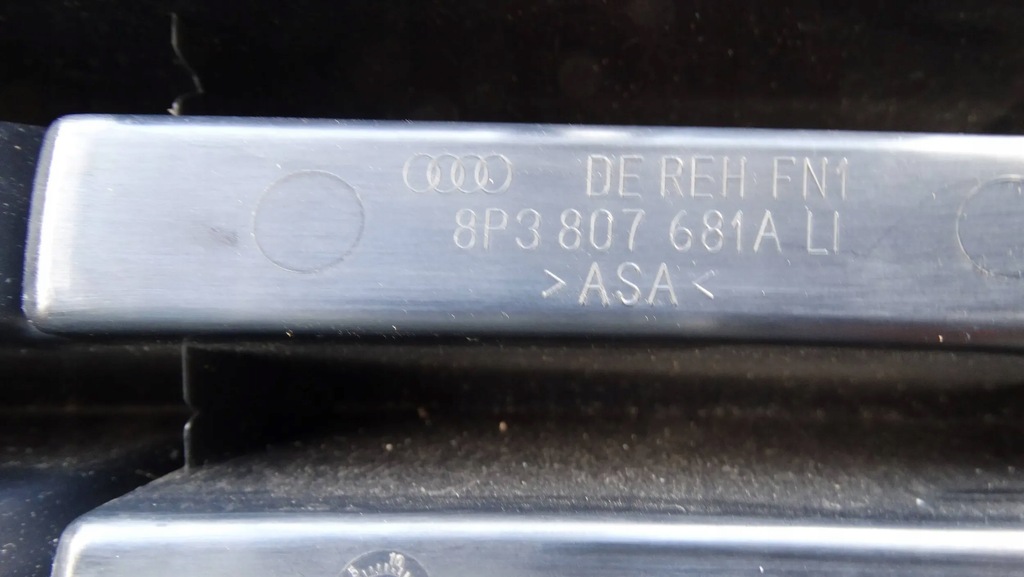 DE REH FN1
8P3 807 681A LI
>ASA<